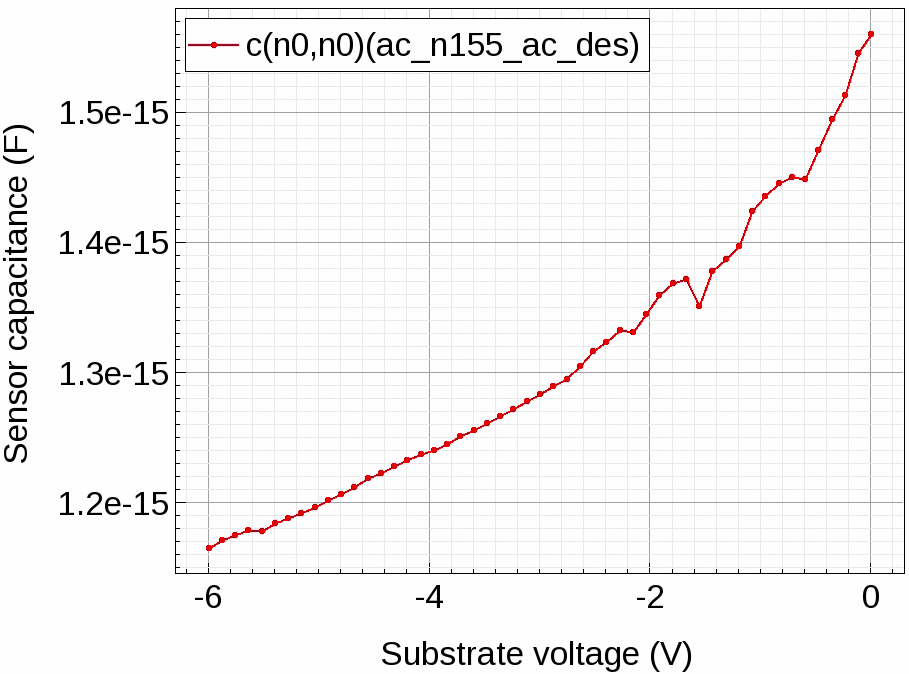 c(n0,n0)(ac_n155_ac_des)
Sensor capacitance (F)
1.5e-15
1.4e-15
1.3e-15
1.2e-15
-6 -4 -2 0
Substrate voltage (V)